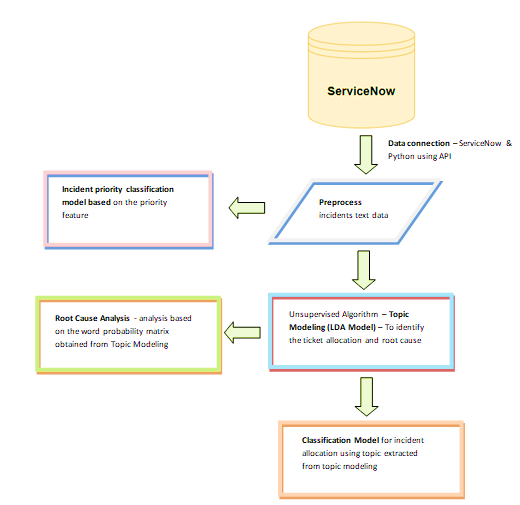 ServiceNow
Data connection – ServiceNow &
Python using API
Incident priority classification
model based on the priority
feature
Preprocess
incidents text data
Root Cause Analysis - analysis based
on the word probability matrix
obtained from Topic Modeling
Unsupervised Algorithm – Topic
Modeling (LDA Model) – To identify
the ticket allocation and root cause
Classification Model for incident
allocation using topic extracted
from topic modeling